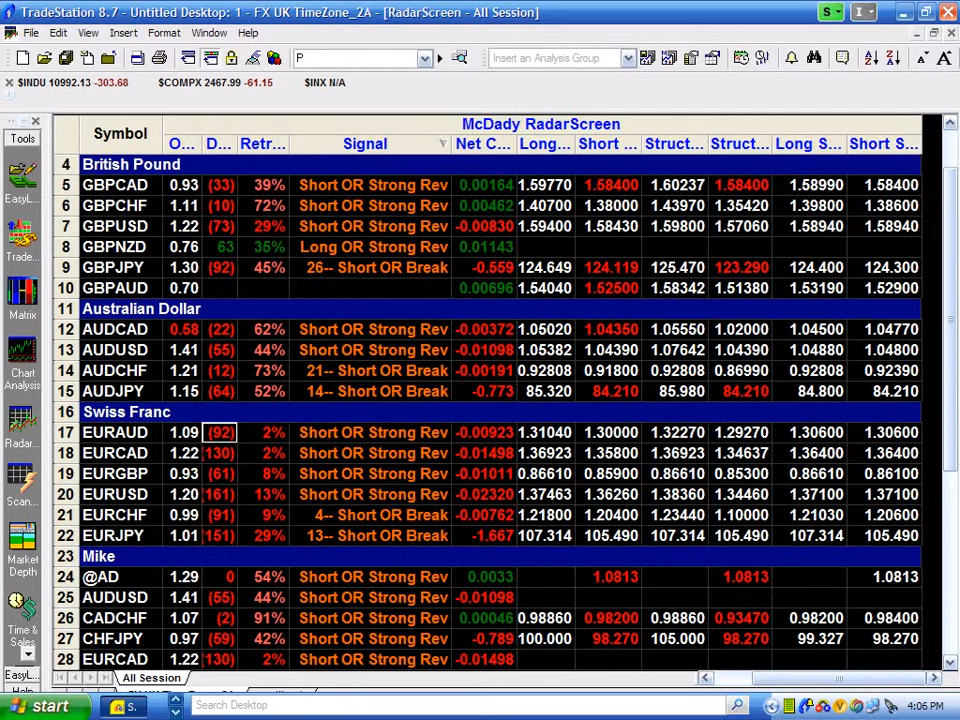 TradeStation 8.7 - Untitled Desktop: 1 - FX UK TimeZone_2A - [RadarScreen - All Session]
S
I
File Edit View Insert Format Window Help
P
Insert an Analysis Group
$INDU 10992.13 -303.68 $COMPX 2467.99 -61.15 $INX N/A
Tools
EasyL...
Trade...
Matrix
Chart
Analysis
Radar...
Scan...
Market
Depth
Time &
Sales
EasyL...
Help
McDady RadarScreen
Symbol O... D... Retr... Signal Net C... Long... Short ... Struct... Struct... Long S... Short S...
4 British Pound
5 GBPCAD 0.93 (33) 39% Short OR Strong Rev 0.00164 1.59770 1.58400 1.60237 1.58400 1.58990 1.58400
6 GBPCHF 1.11 (10) 72% Short OR Strong Rev 0.00462 1.40700 1.38000 1.43970 1.35420 1.39800 1.38600
7 GBPUSD 1.22 (73) 29% Short OR Strong Rev -0.00830 1.59400 1.58430 1.59800 1.57060 1.58940 1.58940
8 GBPNZD 0.76 63 35% Long OR Strong Rev 0.01143
9 GBPJPY 1.30 (92) 45% 26-- Short OR Break -0.559 124.649 124.119 125.470 123.290 124.400 124.300
10 GBPAUD 0.70 0.00696 1.54040 1.52500 1.58342 1.51380 1.53190 1.52900
11 Australian Dollar
12 AUDCAD 0.58 (22) 62% Short OR Strong Rev -0.00372 1.05020 1.04350 1.05550 1.02000 1.04500 1.04770
13 AUDUSD 1.41 (55) 44% Short OR Strong Rev -0.01098 1.05382 1.04390 1.07642 1.04390 1.04880 1.04800
14 AUDCHF 1.21 (12) 73% 21-- Short OR Break -0.00191 0.92808 0.91800 0.92808 0.86990 0.92808 0.92390
15 AUDJPY 1.15 (64) 52% 14-- Short OR Break -0.773 85.320 84.210 85.980 84.210 84.800 84.210
16 Swiss Franc
17 EURAUD 1.09 (92) 2% Short OR Strong Rev -0.00923 1.31040 1.30000 1.32270 1.29270 1.30600 1.30600
18 EURCAD 1.22 (130) 2% Short OR Strong Rev -0.01498 1.36923 1.35800 1.36923 1.34637 1.36400 1.36400
19 EURGBP 0.93 (61) 8% Short OR Strong Rev -0.01011 0.86610 0.85900 0.86610 0.85300 0.86610 0.86100
20 EURUSD 1.20 (161) 13% Short OR Strong Rev -0.02320 1.37463 1.36260 1.38360 1.34460 1.37100 1.37100
21 EURCHF 0.99 (91) 9% 4-- Short OR Break -0.00762 1.21800 1.20400 1.23440 1.10000 1.21030 1.20600
22 EURJPY 1.01 (151) 29% 13-- Short OR Break -1.667 107.314 105.490 107.314 105.490 107.314 105.490
23 Mike
24 @AD 1.29 0 54% Short OR Strong Rev 0.0033 1.0813 1.0813 1.0813
25 AUDUSD 1.41 (55) 44% Short OR Strong Rev -0.01098
26 CADCHF 1.07 (2) 91% Short OR Strong Rev 0.00046 0.98860 0.98200 0.98860 0.93470 0.98200 0.98400
27 CHFJPY 0.97 (59) 42% Short OR Strong Rev -0.789 100.000 98.270 105.000 98.270 99.327 98.270
28 EURCAD 1.22 (130) 2% Short OR Strong Rev -0.01498
All Session
start
S.
Search Desktop
4:06 PM